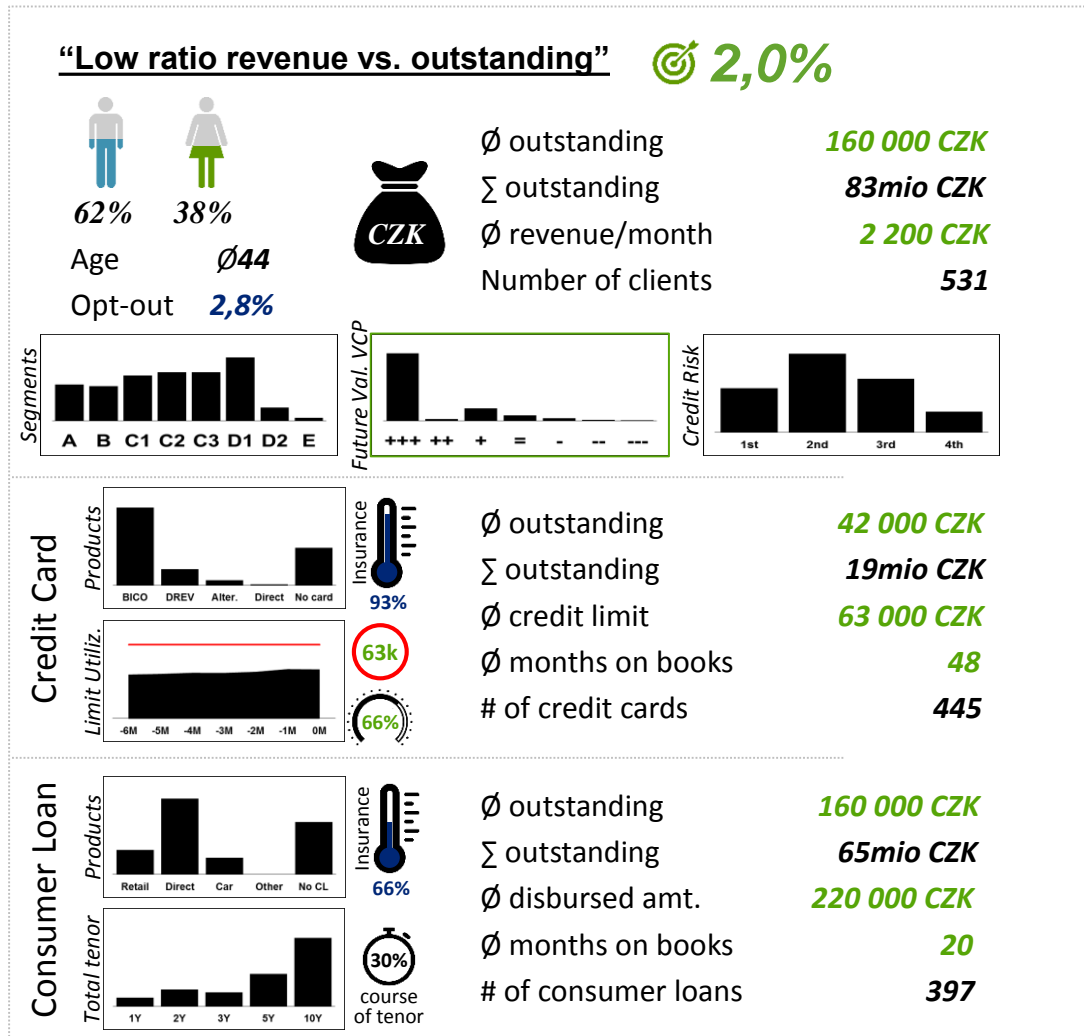 “Low ratio revenue vs. outstanding” 2,0%
62% 38%
Age Ø44
Opt-out 2,8%
CZK
Ø outstanding 160 000 CZK
∑ outstanding 83mio CZK
Ø revenue/month 2 200 CZK
Number of clients 531
Segments
A B C1 C2 C3 D1 D2 E
Future Val. VCP
+++ ++ + = - -- ---
Credit Risk
1st 2nd 3rd 4th
Credit Card
Products
BICO DREV Alter. Direct No card
Insurance
93%
Limit Utiliz.
-6M -5M -4M -3M -2M -1M 0M
63k
66%
Ø outstanding 42 000 CZK
∑ outstanding 19mio CZK
Ø credit limit 63 000 CZK
Ø months on books 48
# of credit cards 445
Consumer Loan
Products
Retail Direct Car Other No CL
Insurance
66%
Total tenor
1Y 2Y 3Y 5Y 10Y
30%
course
of tenor
Ø outstanding 160 000 CZK
∑ outstanding 65mio CZK
Ø disbursed amt. 220 000 CZK
Ø months on books 20
# of consumer loans 397